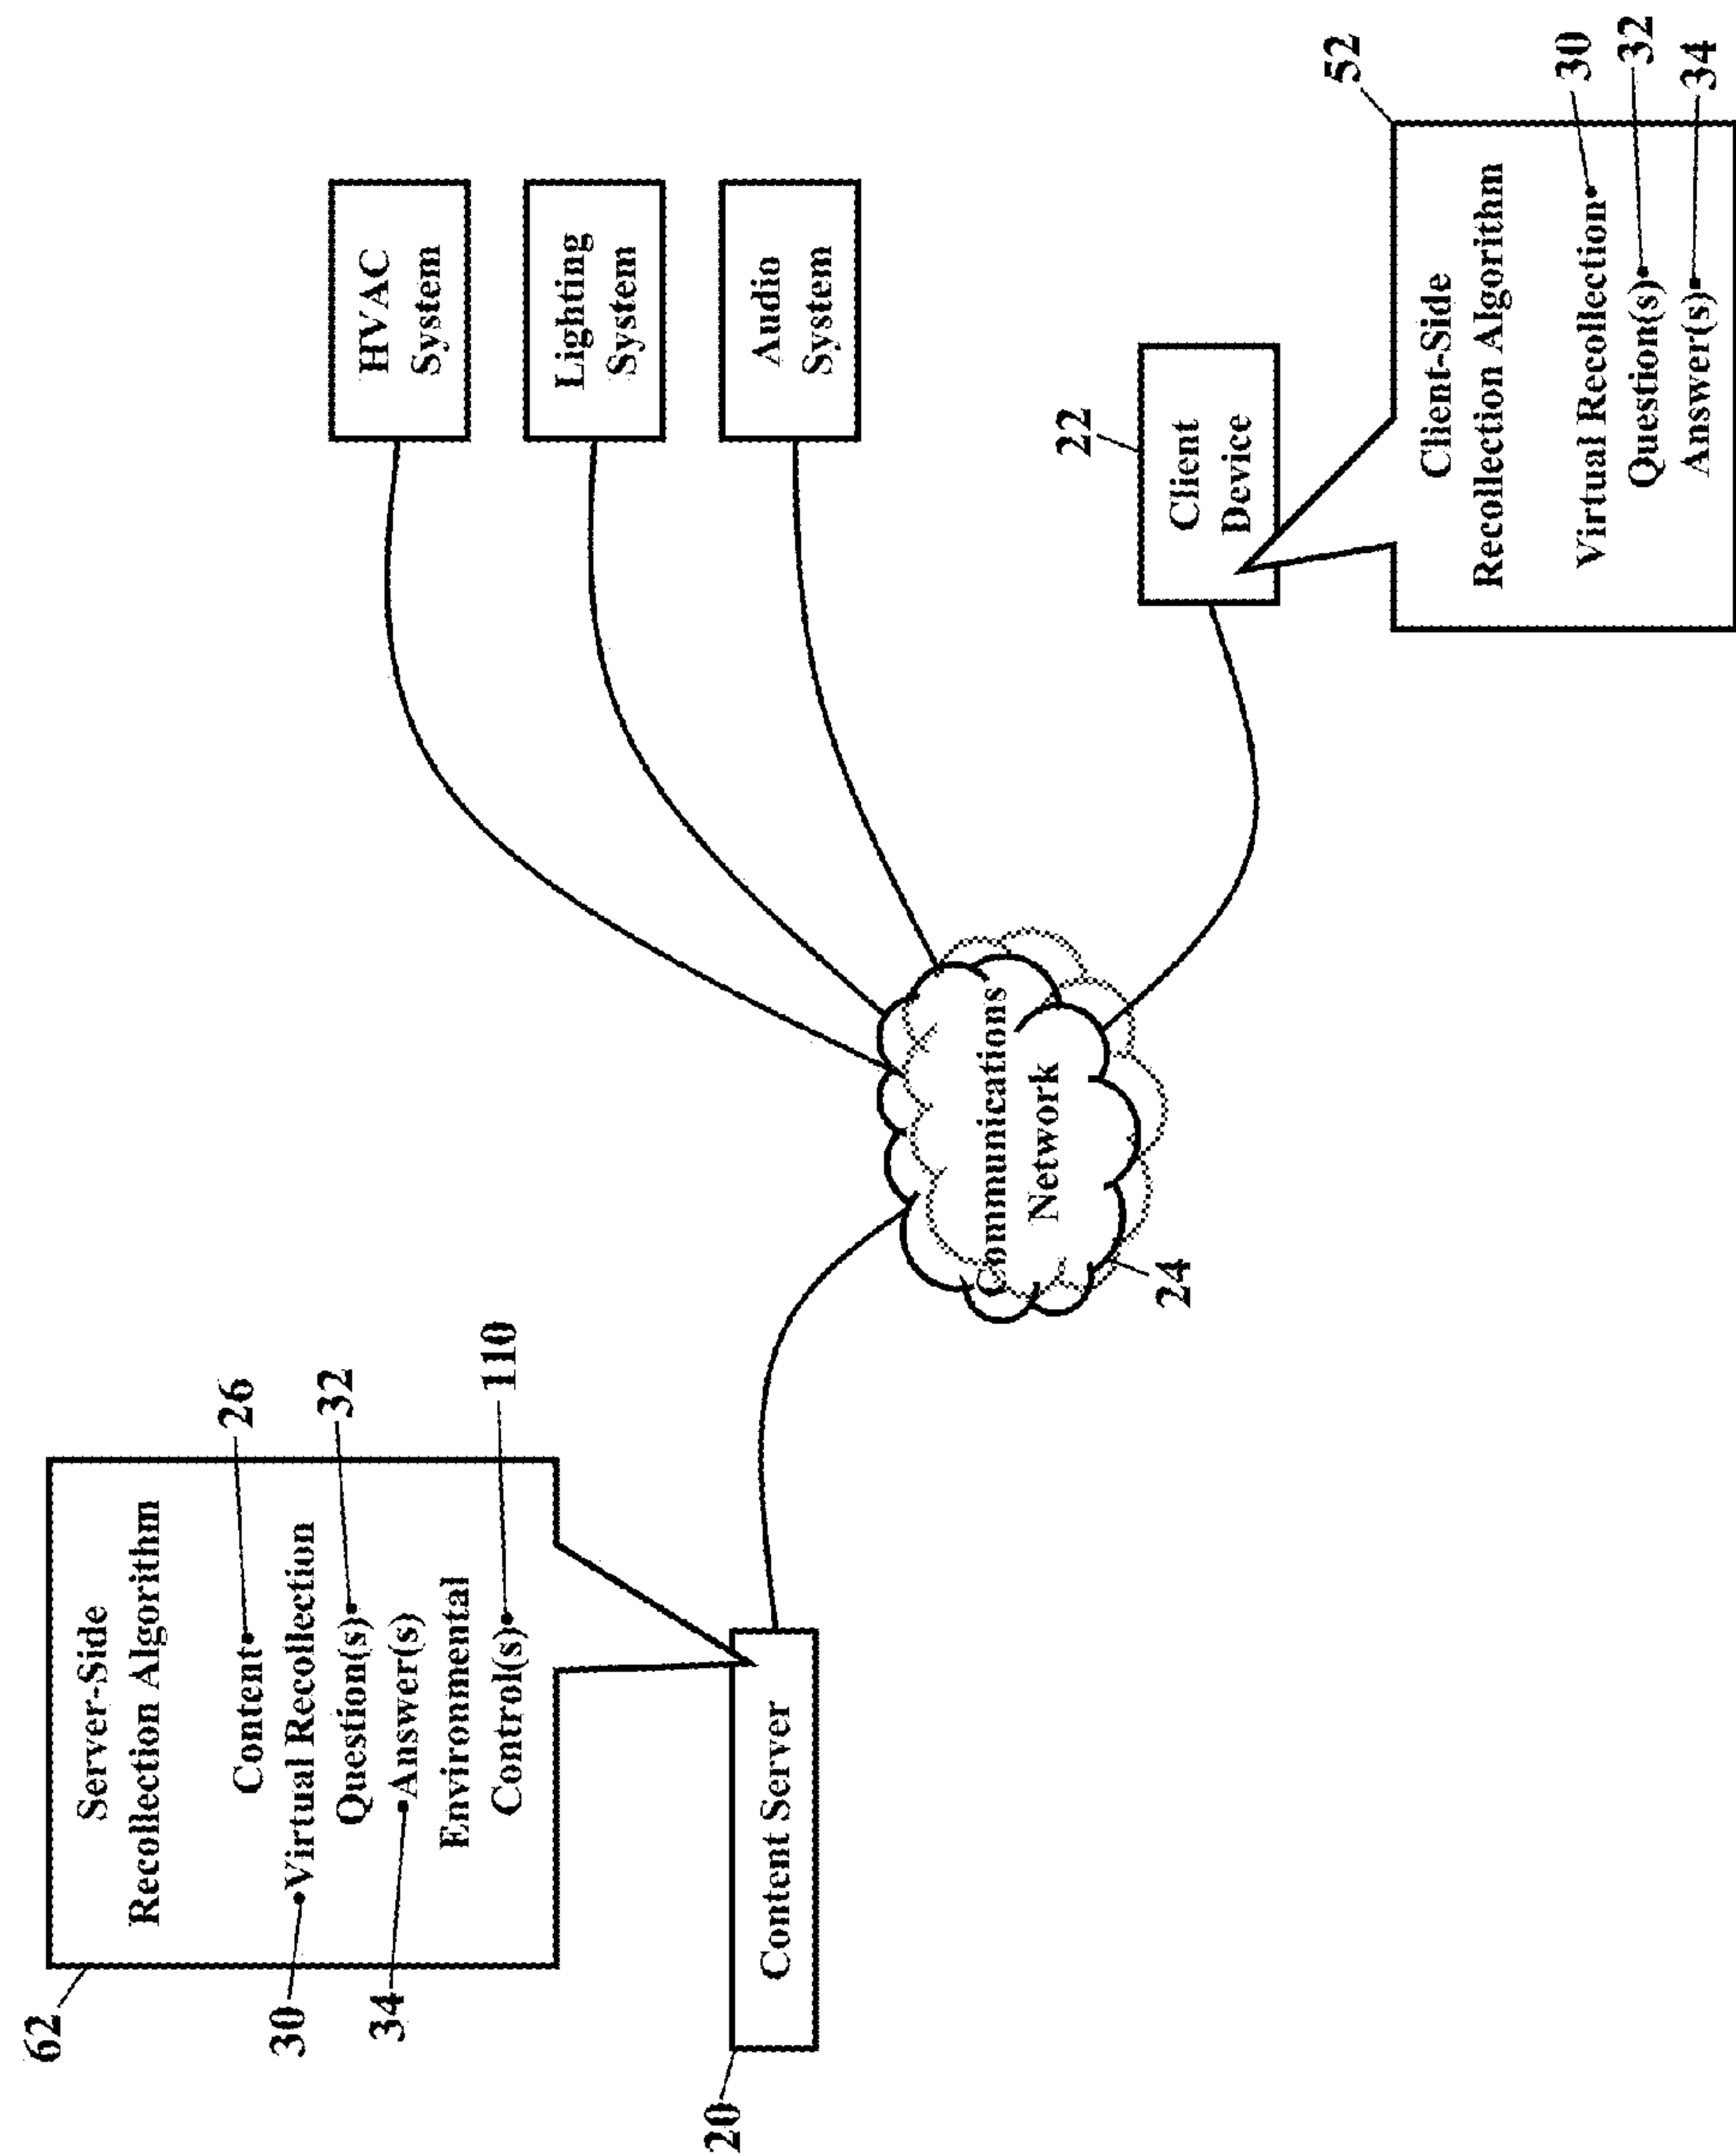 62
Server-Side
Recollection Algorithm
Content
26
30
Virtual Recollection
Question(s)
32
34
Answer(s)
Environmental
Control(s)
110
20
Content Server
Communications
Network
24
HVAC
System
Lighting
System
Audio
System
22
Client
Device
52
Client-Side
Recollection Algorithm
Virtual Recollection
30
Question(s)
32
Answer(s)
34